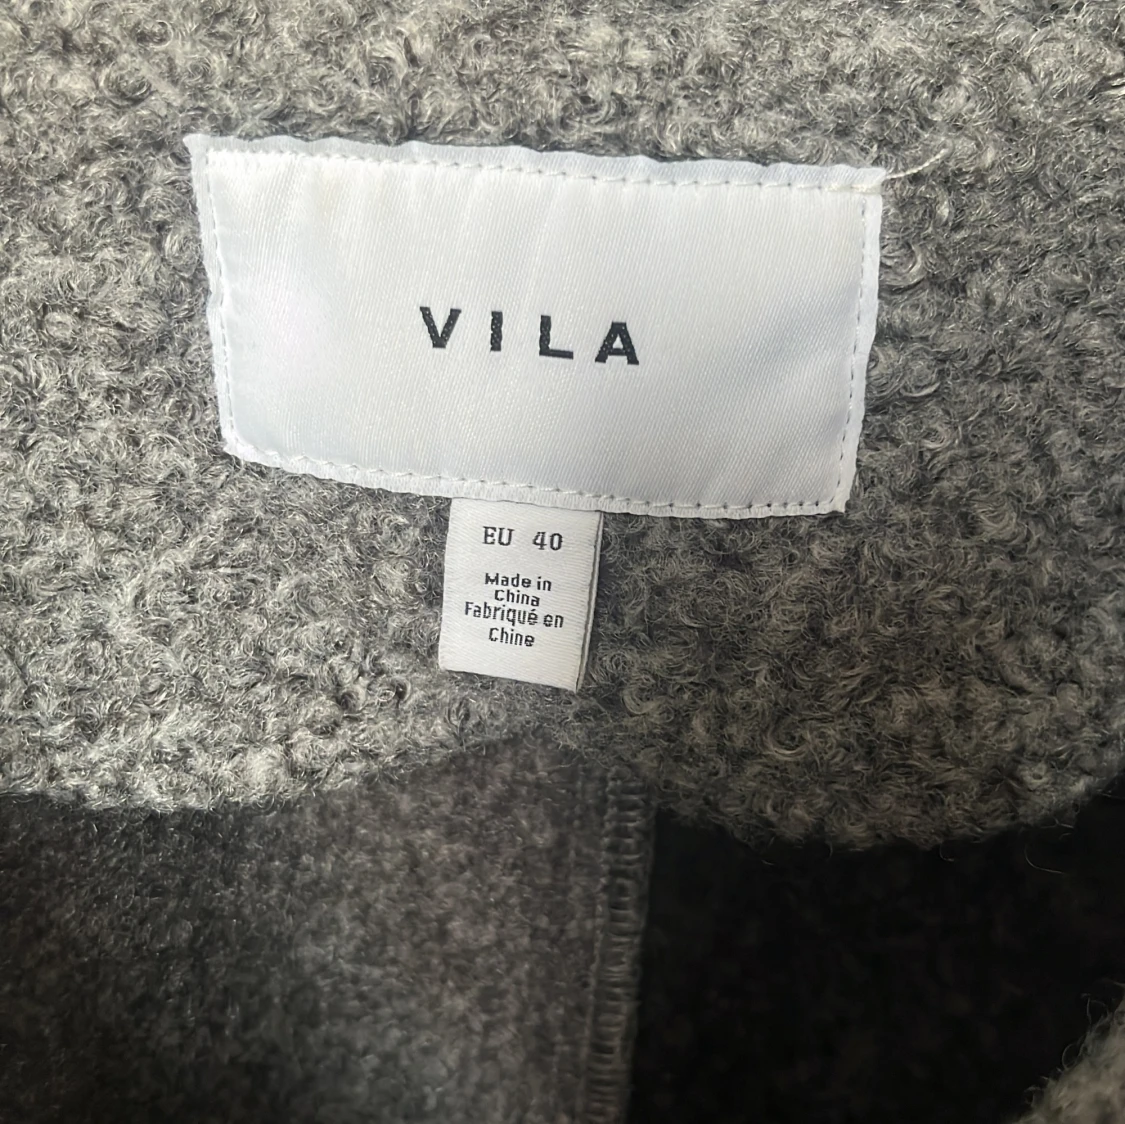 VILA
EU 40
Made in
China
Fabriqué en
Chine